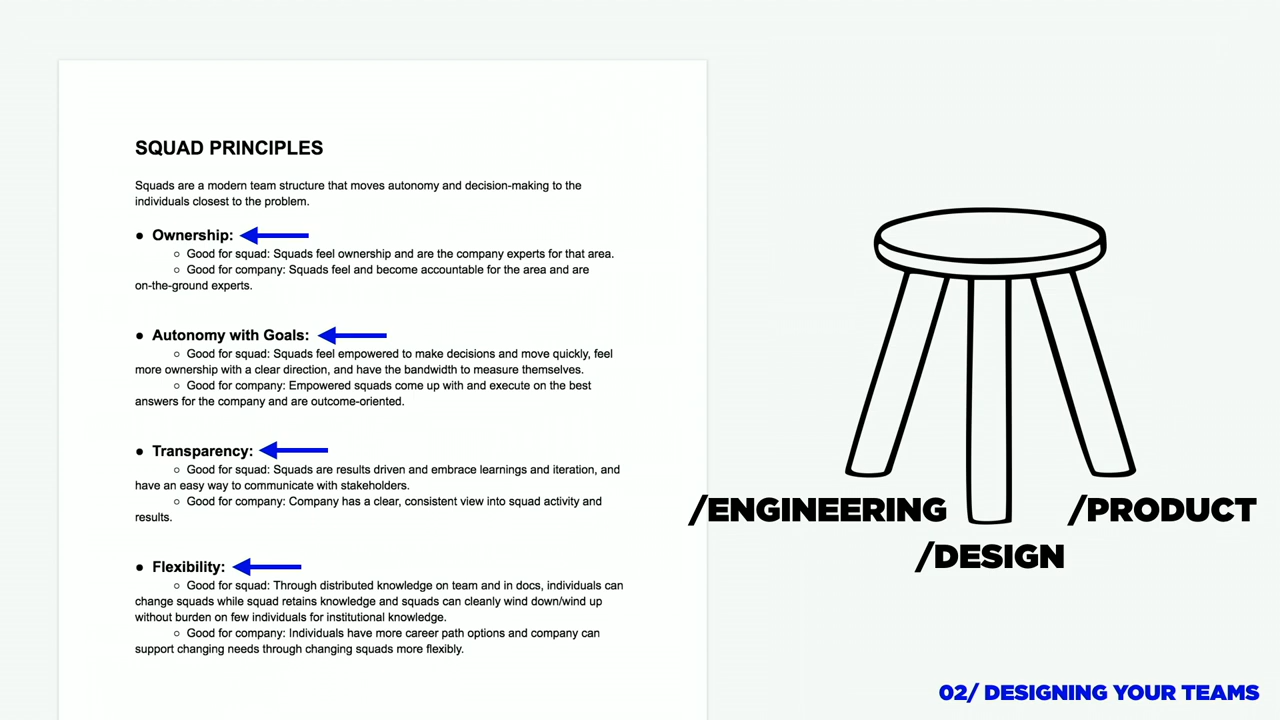 SQUAD PRINCIPLES
Squads are a modern team structure that moves autonomy and decision-making to the
individuals closest to the problem.
● Ownership:
○ Good for squad: Squads feel ownership and are the company experts for that area.
○ Good for company: Squads feel and become accountable for the area and are
on-the-ground experts.
● Autonomy with Goals:
○ Good for squad: Squads feel empowered to make decisions and move quickly, feel
more ownership with a clear direction, and have the bandwidth to measure themselves.
○ Good for company: Empowered squads come up with and execute on the best
answers for the company and are outcome-oriented.
● Transparency:
○ Good for squad: Squads are results driven and embrace learnings and iteration, and
have an easy way to communicate with stakeholders.
○ Good for company: Company has a clear, consistent view into squad activity and
results.
● Flexibility:
○ Good for squad: Through distributed knowledge on team and in docs, individuals can
change squads while squad retains knowledge and squads can cleanly wind down/wind up
without burden on few individuals for institutional knowledge.
○ Good for company: Individuals have more career path options and company can
support changing needs through changing squads more flexibly.
/ENGINEERING
/PRODUCT
/DESIGN
02/ DESIGNING YOUR TEAMS